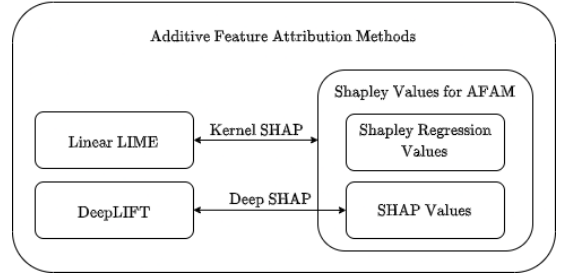 Additive Feature Attribution Methods
Shapley Values for AFAM
Linear LIME
Kernel SHAP
Shapley Regression
Values
DeepLIFT
Deep SHAP
SHAP Values